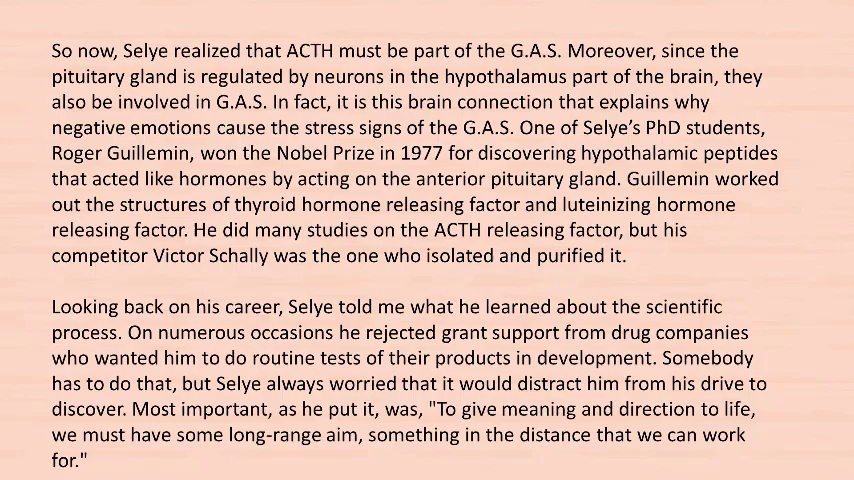 So now, Selye realized that ACTH must be part of the G.A.S. Moreover, since the
pituitary gland is regulated by neurons in the hypothalamus part of the brain, they
also be involved in G.A.S. In fact, it is this brain connection that explains why
negative emotions cause the stress signs of the G.A.S. One of Selye’s PhD students,
Roger Guillemin, won the Nobel Prize in 1977 for discovering hypothalamic peptides
that acted like hormones by acting on the anterior pituitary gland. Guillemin worked
out the structures of thyroid hormone releasing factor and luteinizing hormone
releasing factor. He did many studies on the ACTH releasing factor, but his
competitor Victor Schally was the one who isolated and purified it.

Looking back on his career, Selye told me what he learned about the scientific
process. On numerous occasions he rejected grant support from drug companies
who wanted him to do routine tests of their products in development. Somebody
has to do that, but Selye always worried that it would distract him from his drive to
discover. Most important, as he put it, was, "To give meaning and direction to life,
we must have some long-range aim, something in the distance that we can work
for."